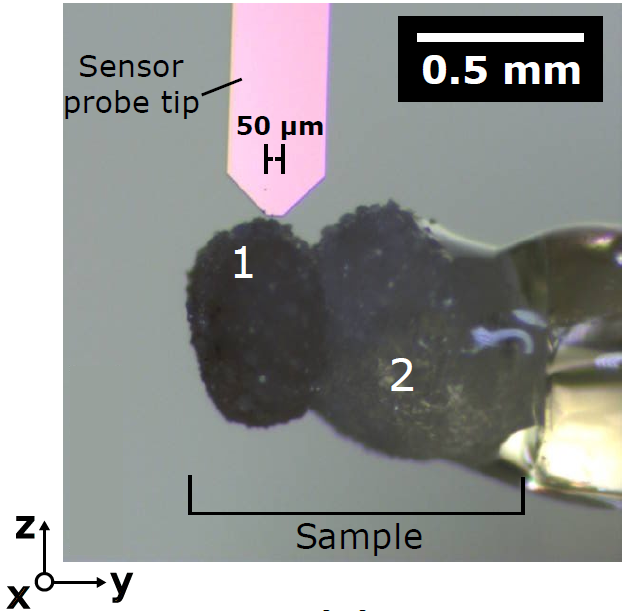 Sensor
probe tip
0.5 mm
50 μm
1
2
Sample
z
x
y